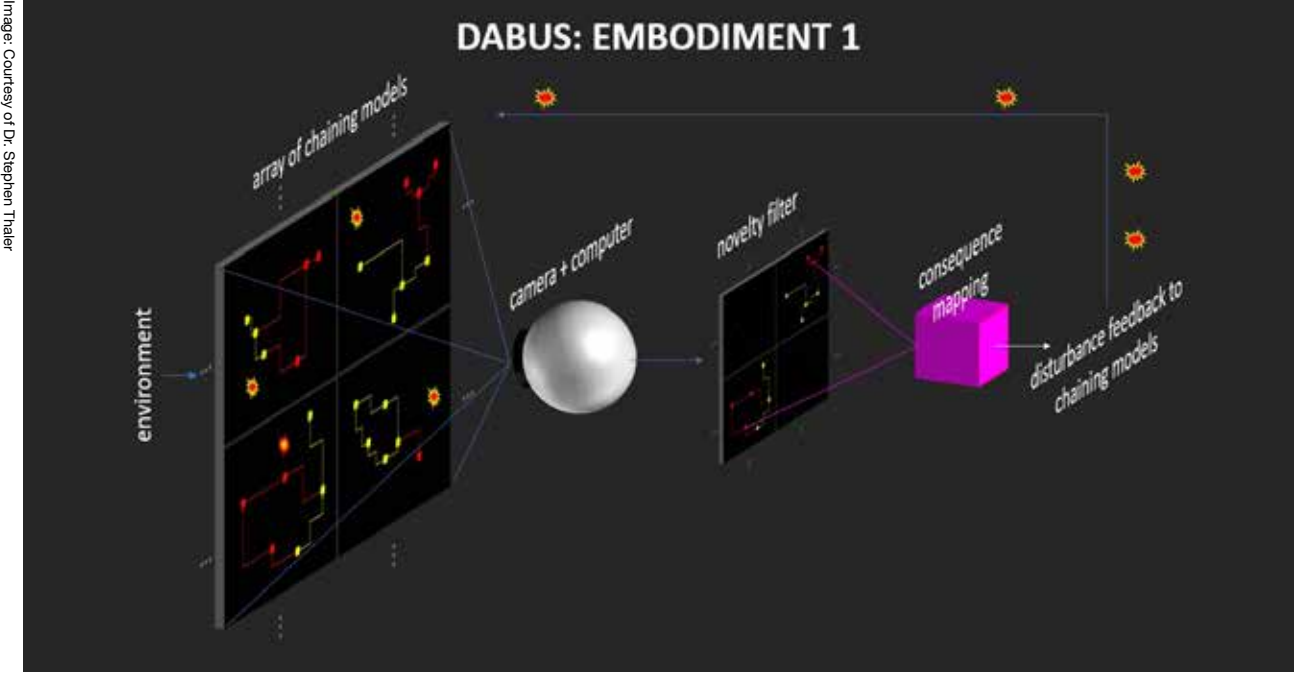 Image: Courtesy of Dr. Stephen Thaler
DABUS: EMBODIMENT 1
array of chaining models
environment
camera + computer
novelty filter
consequence
mapping
disturbance feedback to
chaining models